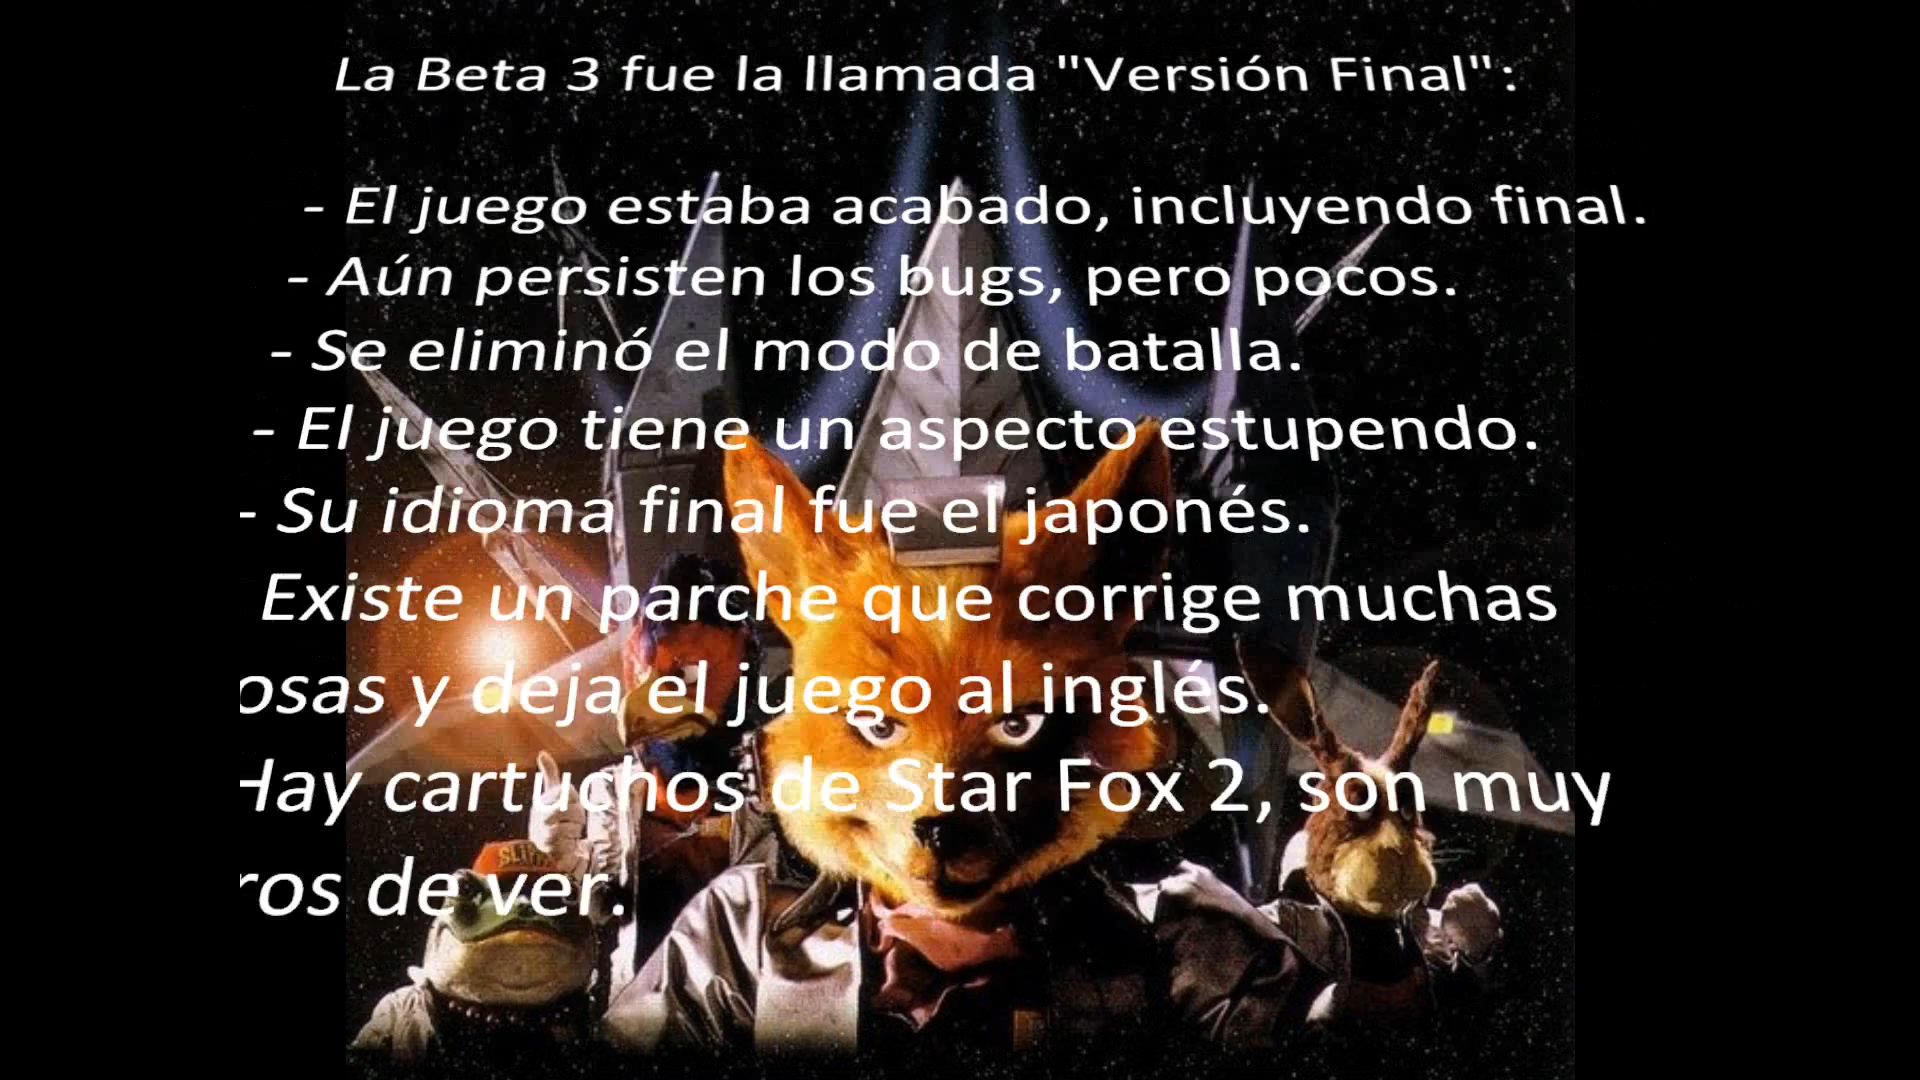 La Beta 3 fue la llamada "Versión Final":
- El juego estaba acabado, incluyendo final.
- Aún persisten los bugs, pero pocos.
- Se eliminó el modo de batalla.
- El juego tiene un aspecto estupendo.
- Su idioma final fue el japonés.
Existe un parche que corrige muchas
osas y deja el juego al inglés.
Hay cartuchos de Star Fox 2, son muy
ros de ver.